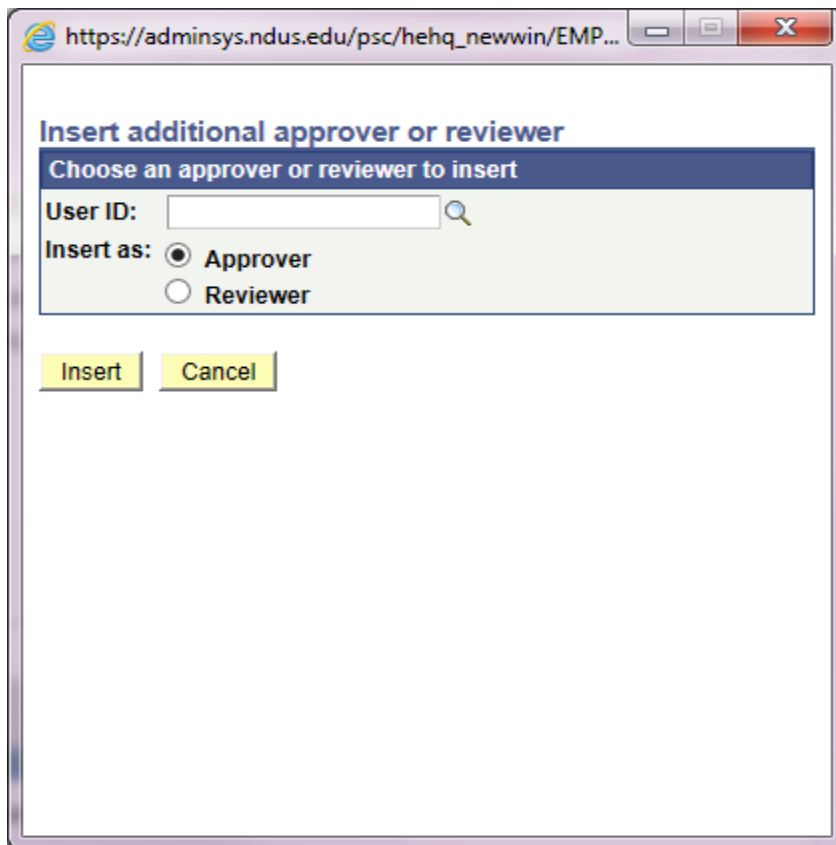 https://adminsys.ndus.edu/psc/hehq_newwin/EMP...
Insert additional approver or reviewer
Choose an approver or reviewer to insert
User ID:
Insert as:
Approver
Reviewer
Insert Cancel